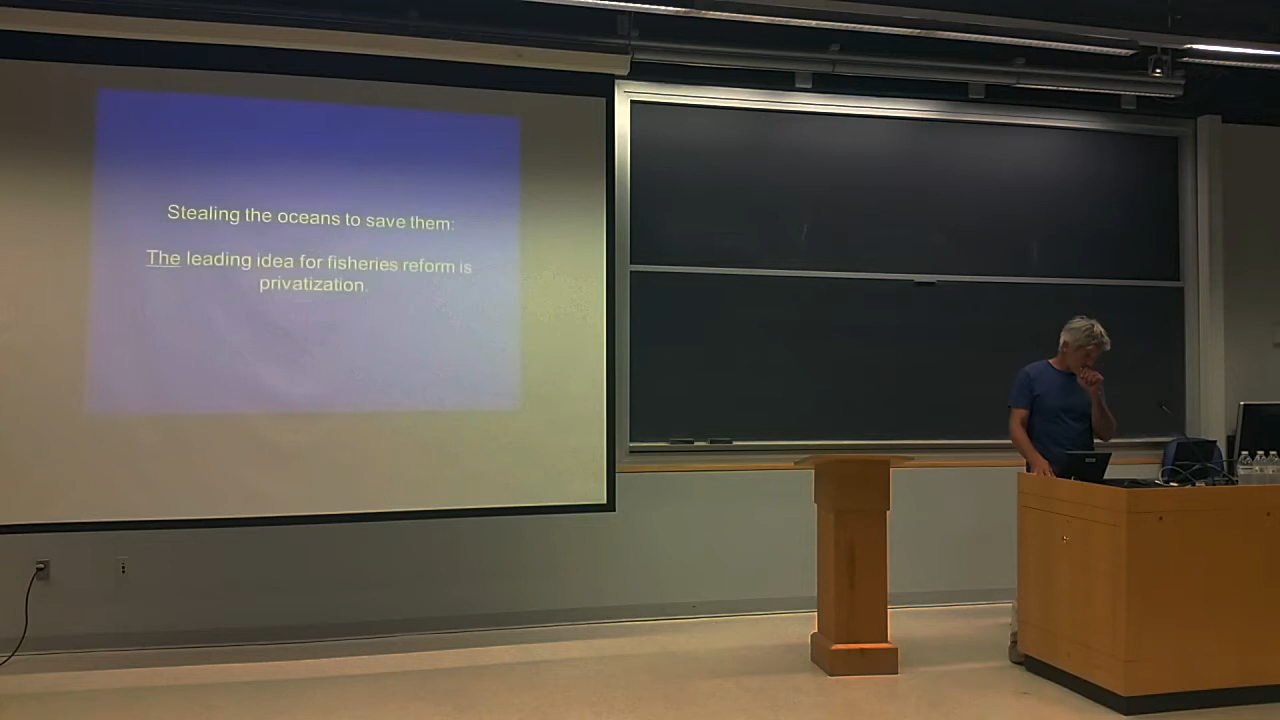 Stealing the oceans to save them:
The leading idea for fisheries reform is
privatization.